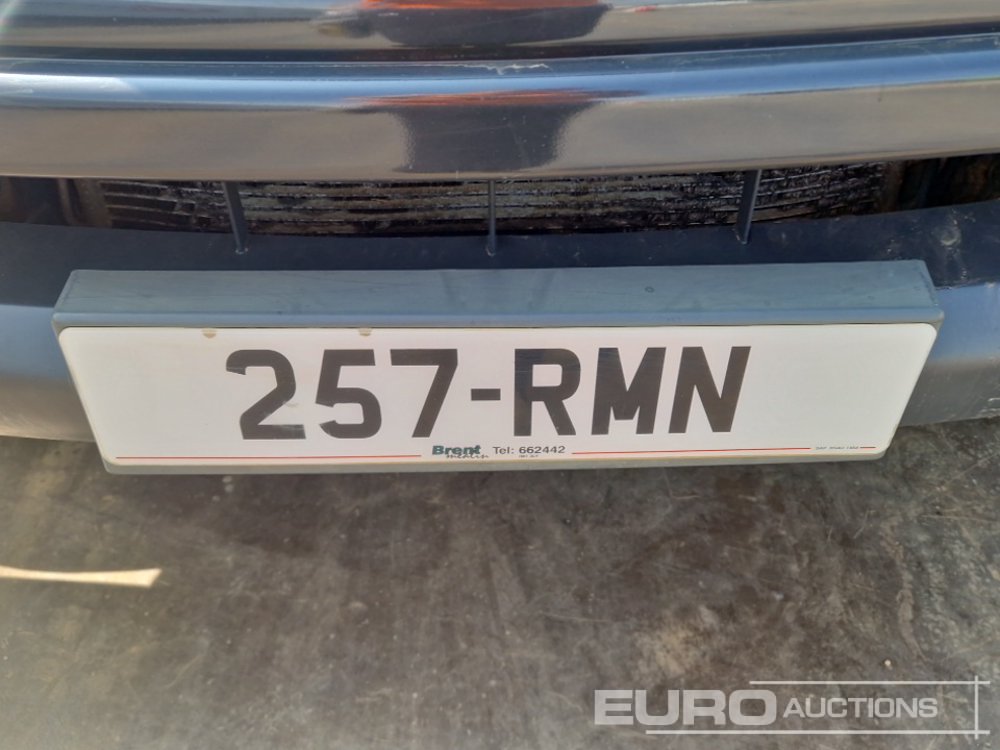 257-RMN
Brent Tel: 662442
EURO AUCTIONS